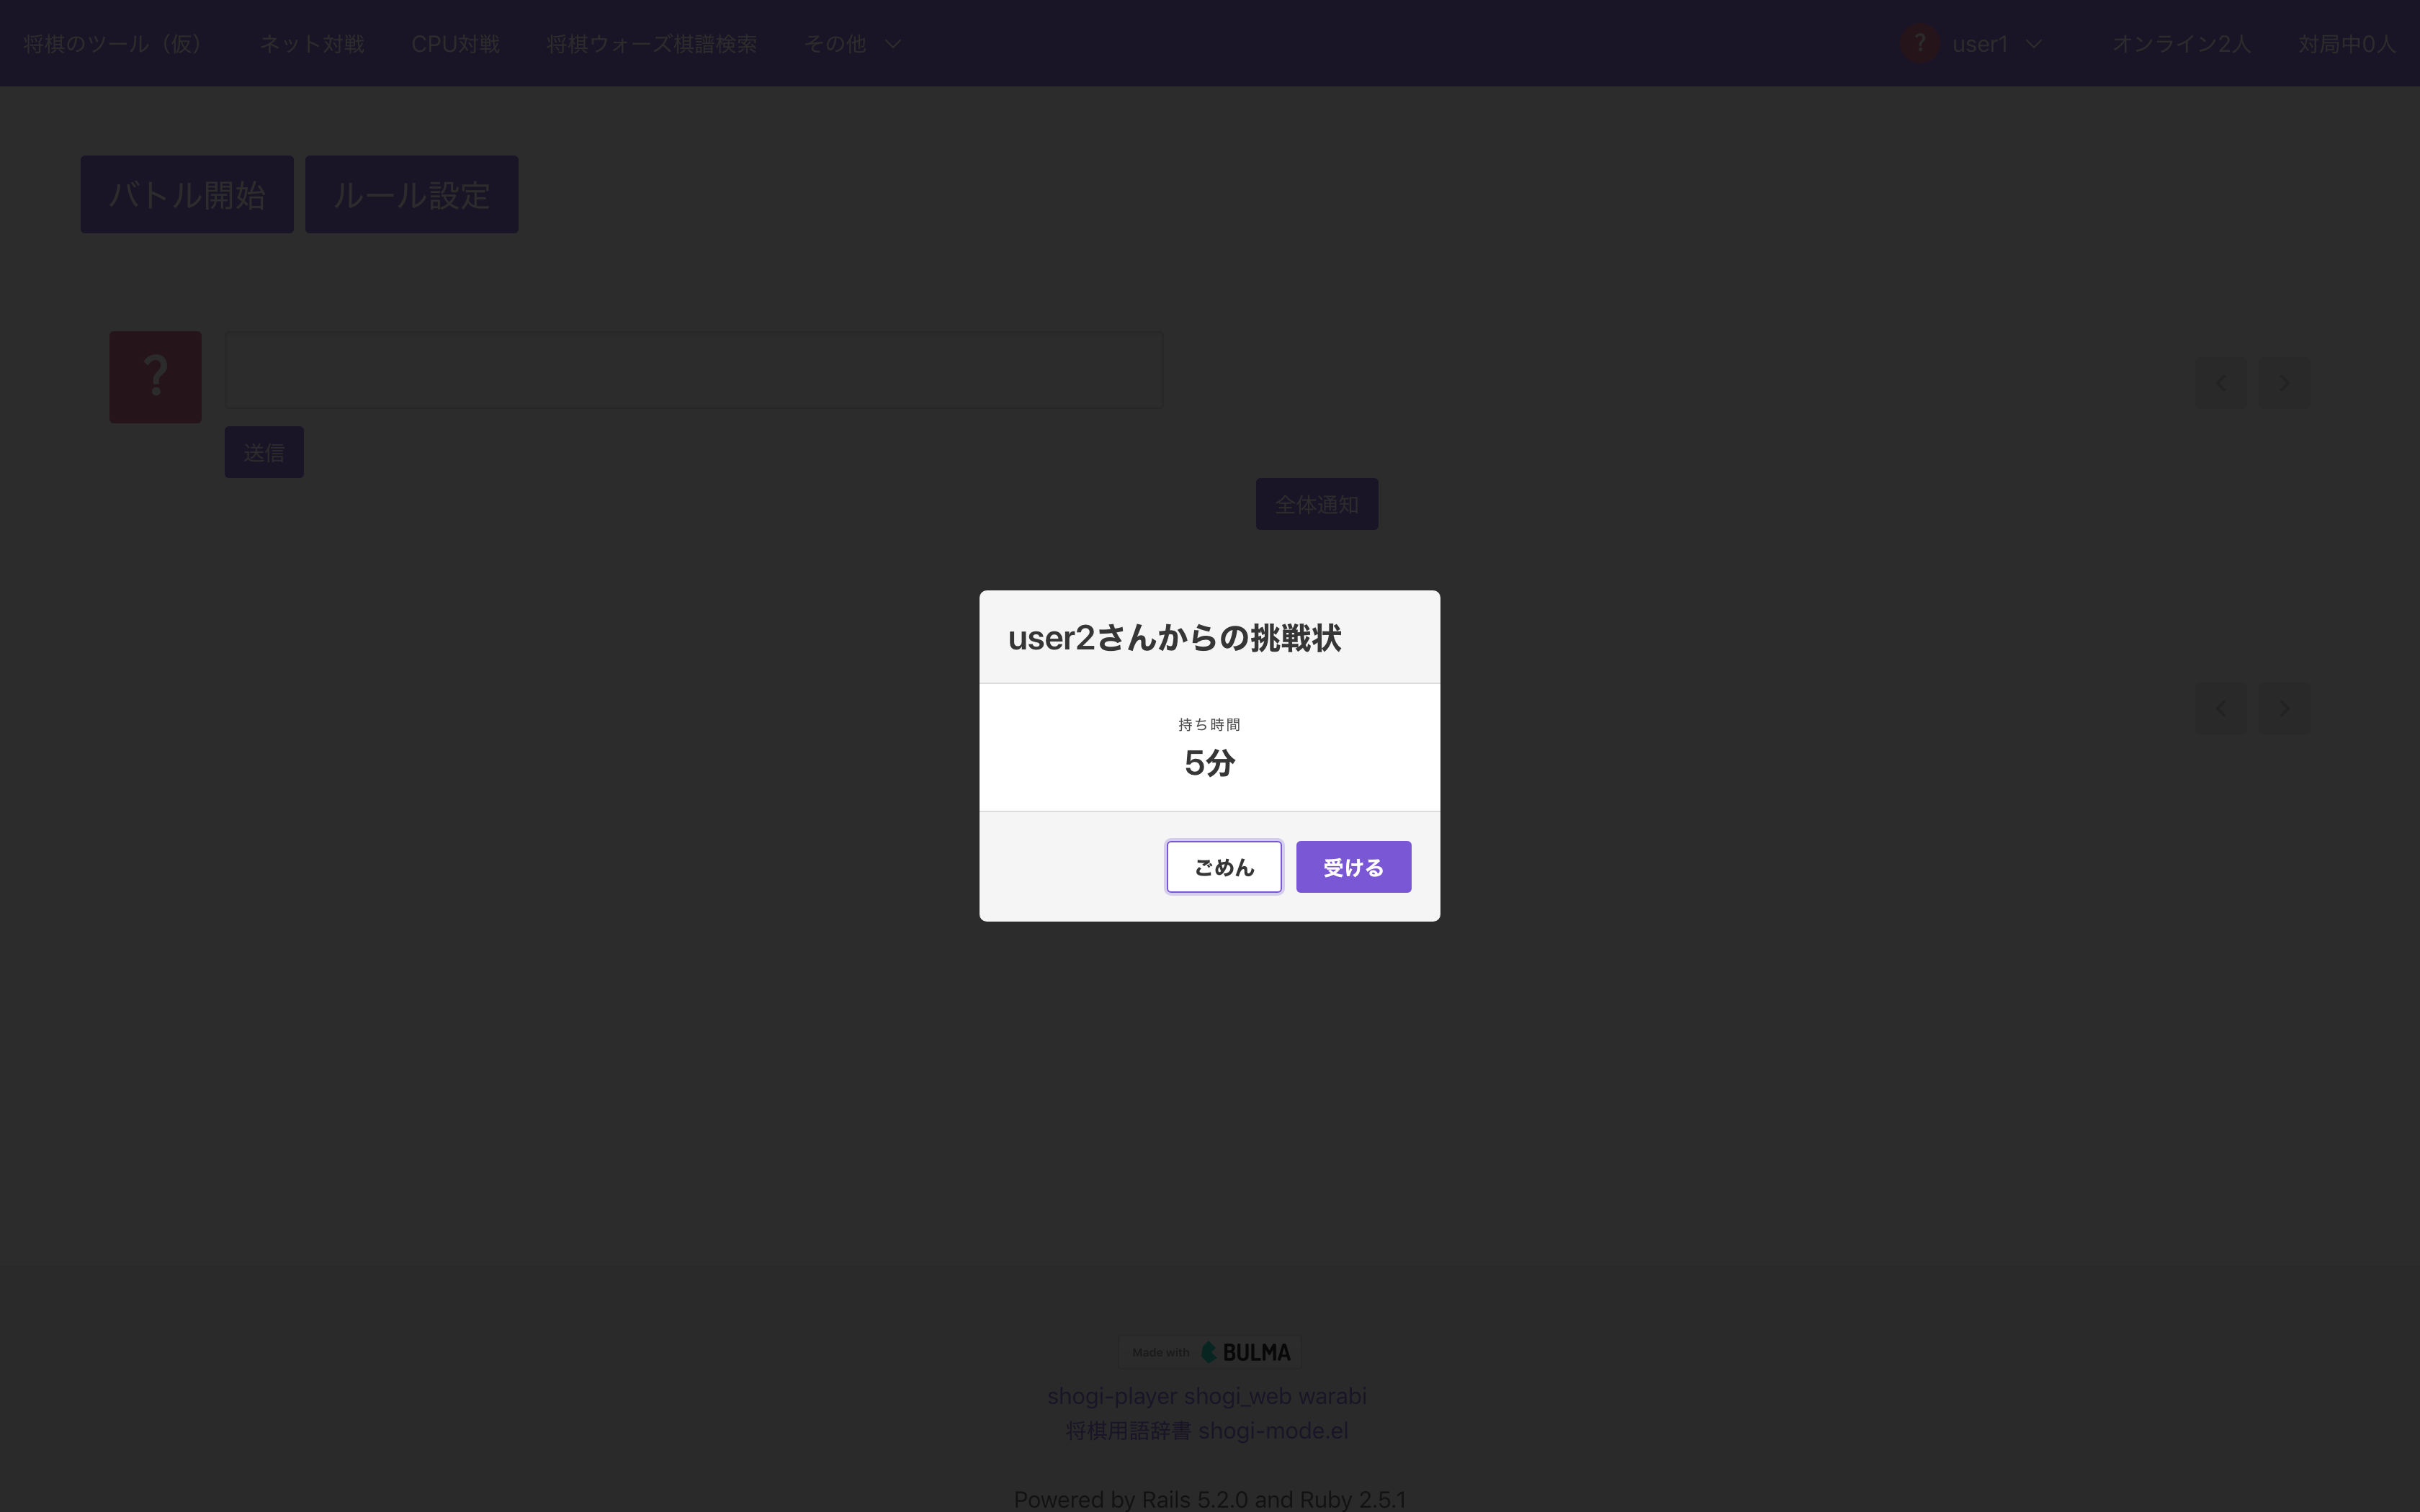 将棋のツール（仮） ネット対戦 CPU対戦 将棋ウォーズ棋譜検索 その他 ? user1 オンライン2人 対局中0人
バトル開始 ルール設定
?
送信
全体通知
user2さんからの挑戦状
持ち時間
5分
ごめん 受ける
Made with BULMA
shogi-player shogi_web warabi
将棋用語辞書 shogi-mode.el
Powered by Rails 5.2.0 and Ruby 2.5.1